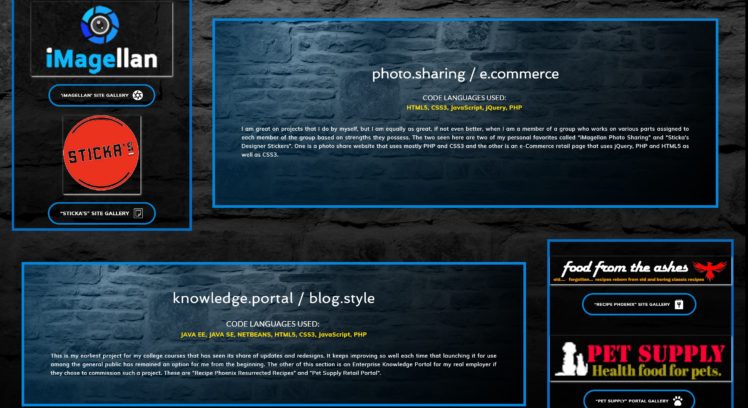 iMagellan
"iMAGELLAN" SITE GALLERY
STICKA'S
"STICKA'S" SITE GALLERY
photo.sharing / e.commerce
CODE LANGUAGES USED:
HTML5, CSS3, javaScript, jQuery, PHP
I am great on projects that I do by myself, but I am equally as great, if not even better, when I am a member of a group who works on various parts assigned to
each member of the group based on strengths they possess. The two seen here are two of my personal favorites called "iMagellan Photo Sharing" and "Sticka's
Designer Stickers". One is a photo share website that uses mostly PHP and CSS3 and the other is an e-Commerce retail page that uses jQuery, PHP and HTML5 as
well as CSS3.
knowledge.portal / blog.style
CODE LANGUAGES USED:
JAVA EE, JAVA SE, NETBEANS, HTML5, CSS3, javaScript, PHP
This is my earliest project for my college courses that has seen its share of updates and redesigns. It keeps improving so well each time that launching it for use
among the general public has remained an option for me from the beginning. The other of this section is an Enterprise Knowledge Portal for my real employer if
they chose to commission such a project. These are "Recipe Phoenix Resurrected Recipes" and "Pet Supply Retail Portal".
food from the ashes
old... forgotten... recipes reborn from old and boring classic recipes
"RECIPE PHOENIX" SITE GALLERY
PET SUPPLY
Health food for pets.
"PET SUPPLY" PORTAL GALLERY